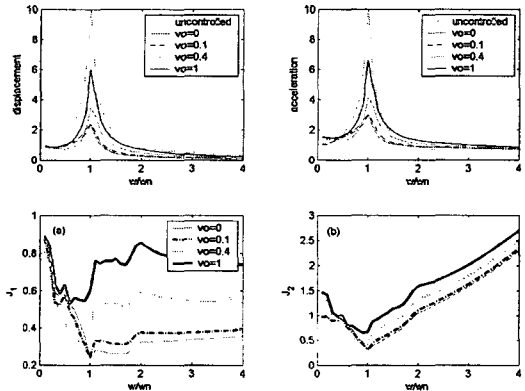 10
8
6
4
2
0
displacement
0
1
2
3
4
w/wn
uncontrolled
vo=0
vo=0.1
vo=0.4
vo=1
10
8
6
4
2
0
acceleration
0
1
2
3
4
w/wn
uncontrolled
vo=0
vo=0.1
vo=0.4
vo=1
1
0.8
0.6
0.4
0.2
J1
(a)
0
1
2
3
4
w/wn
vo=0
vo=0.1
vo=0.4
vo=1
3
2.5
2
1.5
1
0.5
0
J2
(b)
0
1
2
3
4
w/wn